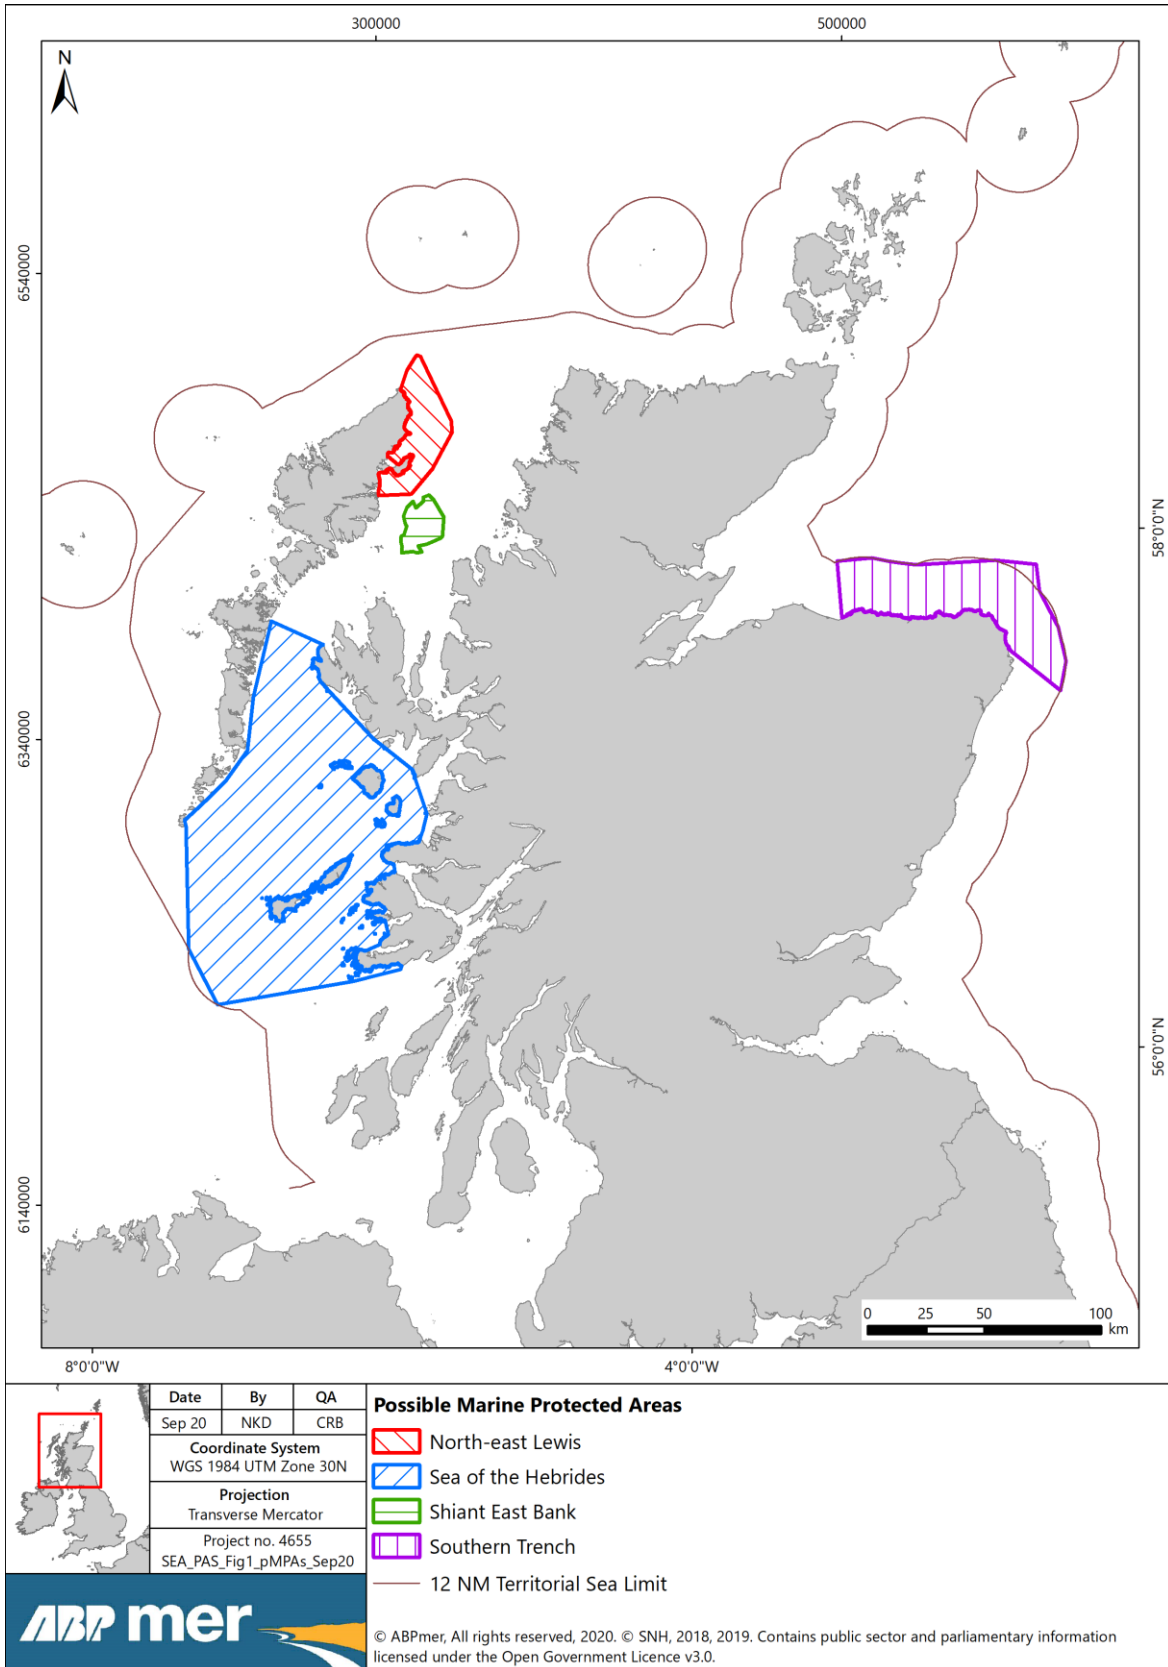 300000
500000
N
6540000
6340000
6140000
58°0'0"N
56°0'0"N
8°0'0"W
4°0'0"W
0 25 50 100
km
Date By QA
Sep 20 NKD CRB
Coordinate System
WGS 1984 UTM Zone 30N
Projection
Transverse Mercator
Project no. 4655
SEA_PAS_Fig1_pMPAs_Sep20
ABPmer
Possible Marine Protected Areas
North-east Lewis
Sea of the Hebrides
Shiant East Bank
Southern Trench
12 NM Territorial Sea Limit
© ABPmer, All rights reserved, 2020. © SNH, 2018, 2019. Contains public sector and parliamentary information
licensed under the Open Government Licence v3.0.